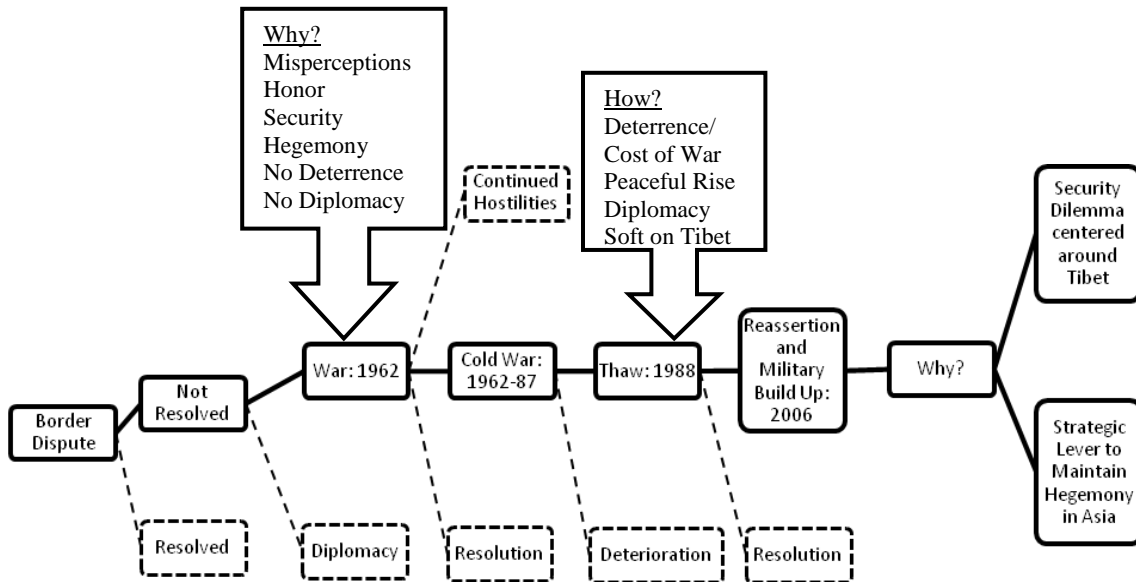 Why?
Misperceptions
Honor
Security
Hegemony
No Deterrence
No Diplomacy
How?
Deterrence/
Cost of War
Peaceful Rise
Diplomacy
Soft on Tibet
Continued
Hostilities
Security
Dilemma
centered
around
Tibet
Border
Dispute
Not
Resolved
War: 1962
Cold War:
1962-87
Thaw: 1988
Reassertion
and
Military
Build Up:
2006
Why?
Strategic
Lever to
Maintain
Hegemony
in Asia
Resolved
Diplomacy
Resolution
Deterioration
Resolution